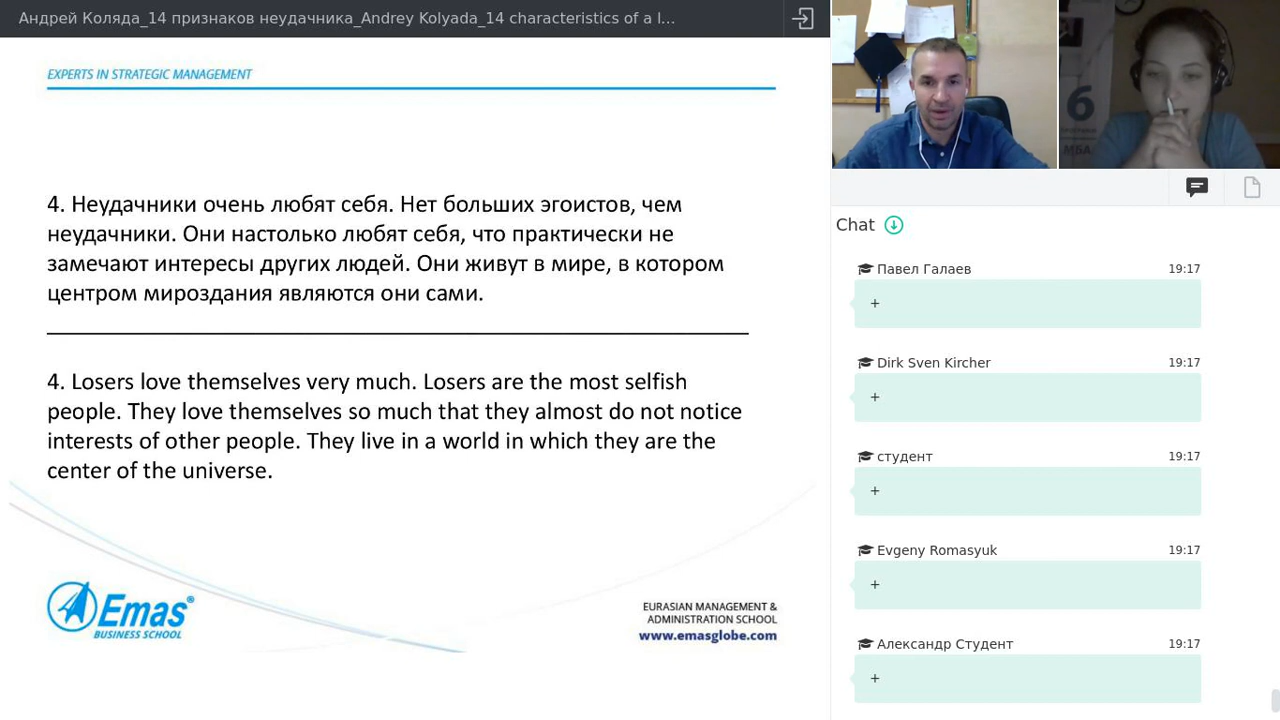 Андрей Коляда_14 признаков неудачника_Andrey Kolyada_14 characteristics of a l...
EXPERTS IN STRATEGIC MANAGEMENT
4. Неудачники очень любят себя. Нет больших эгоистов, чем
неудачники. Они настолько любят себя, что практически не
замечают интересы других людей. Они живут в мире, в котором
центром мироздания являются они сами.
4. Losers love themselves very much. Losers are the most selfish
people. They love themselves so much that they almost do not notice
interests of other people. They live in a world in which they are the
center of the universe.
Emas®
BUSINESS SCHOOL
EURASIAN MANAGEMENT &
ADMINISTRATION SCHOOL
www.emasglobe.com
6
МБА
Chat
Павел Галаев 19:17
+
Dirk Sven Kircher 19:17
+
студент 19:17
+
Evgeny Romasyuk 19:17
+
Александр Студент 19:17
+